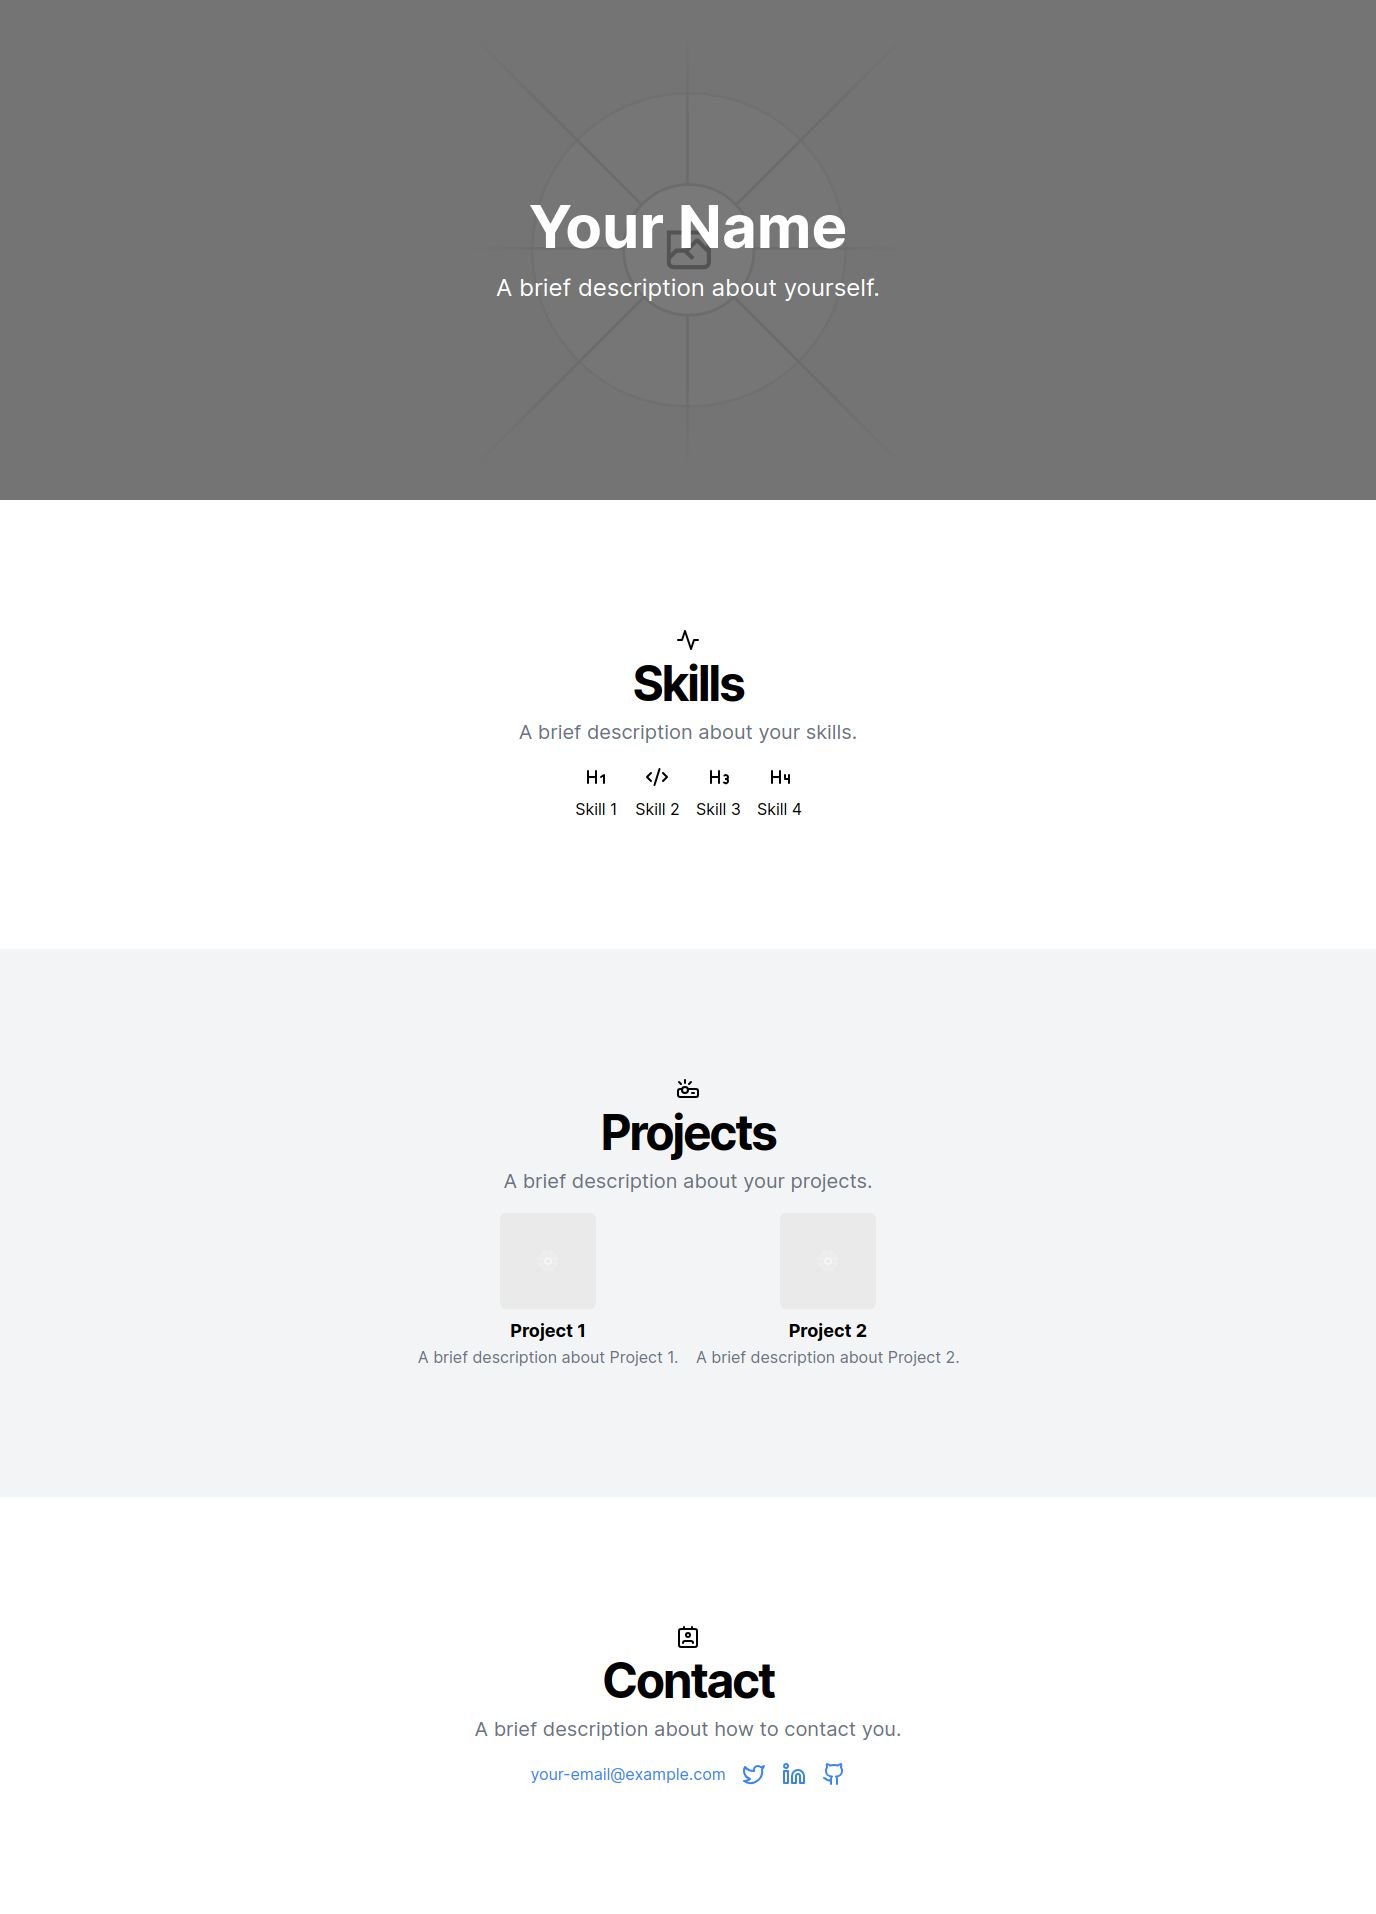 Your Name
A brief description about yourself.
Skills
A brief description about your skills.
H1 </> H3 H4
Skill 1 Skill 2 Skill 3 Skill 4
Projects
A brief description about your projects.
Project 1 Project 2
A brief description about Project 1. A brief description about Project 2.
Contact
A brief description about how to contact you.
your-email@example.com in